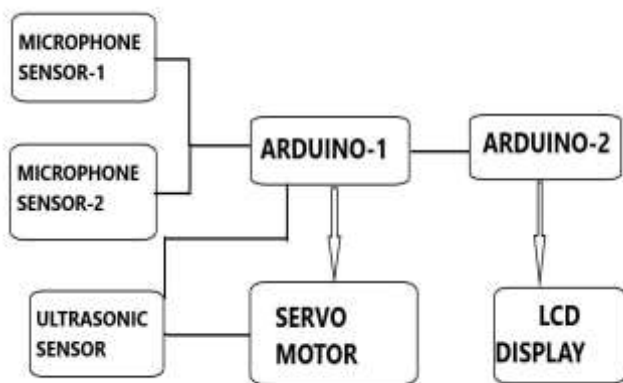 MICROPHONE
SENSOR-1
MICROPHONE
SENSOR-2
ARDUINO-1
ARDUINO-2
ULTRASONIC
SENSOR
SERVO
MOTOR
LCD
DISPLAY